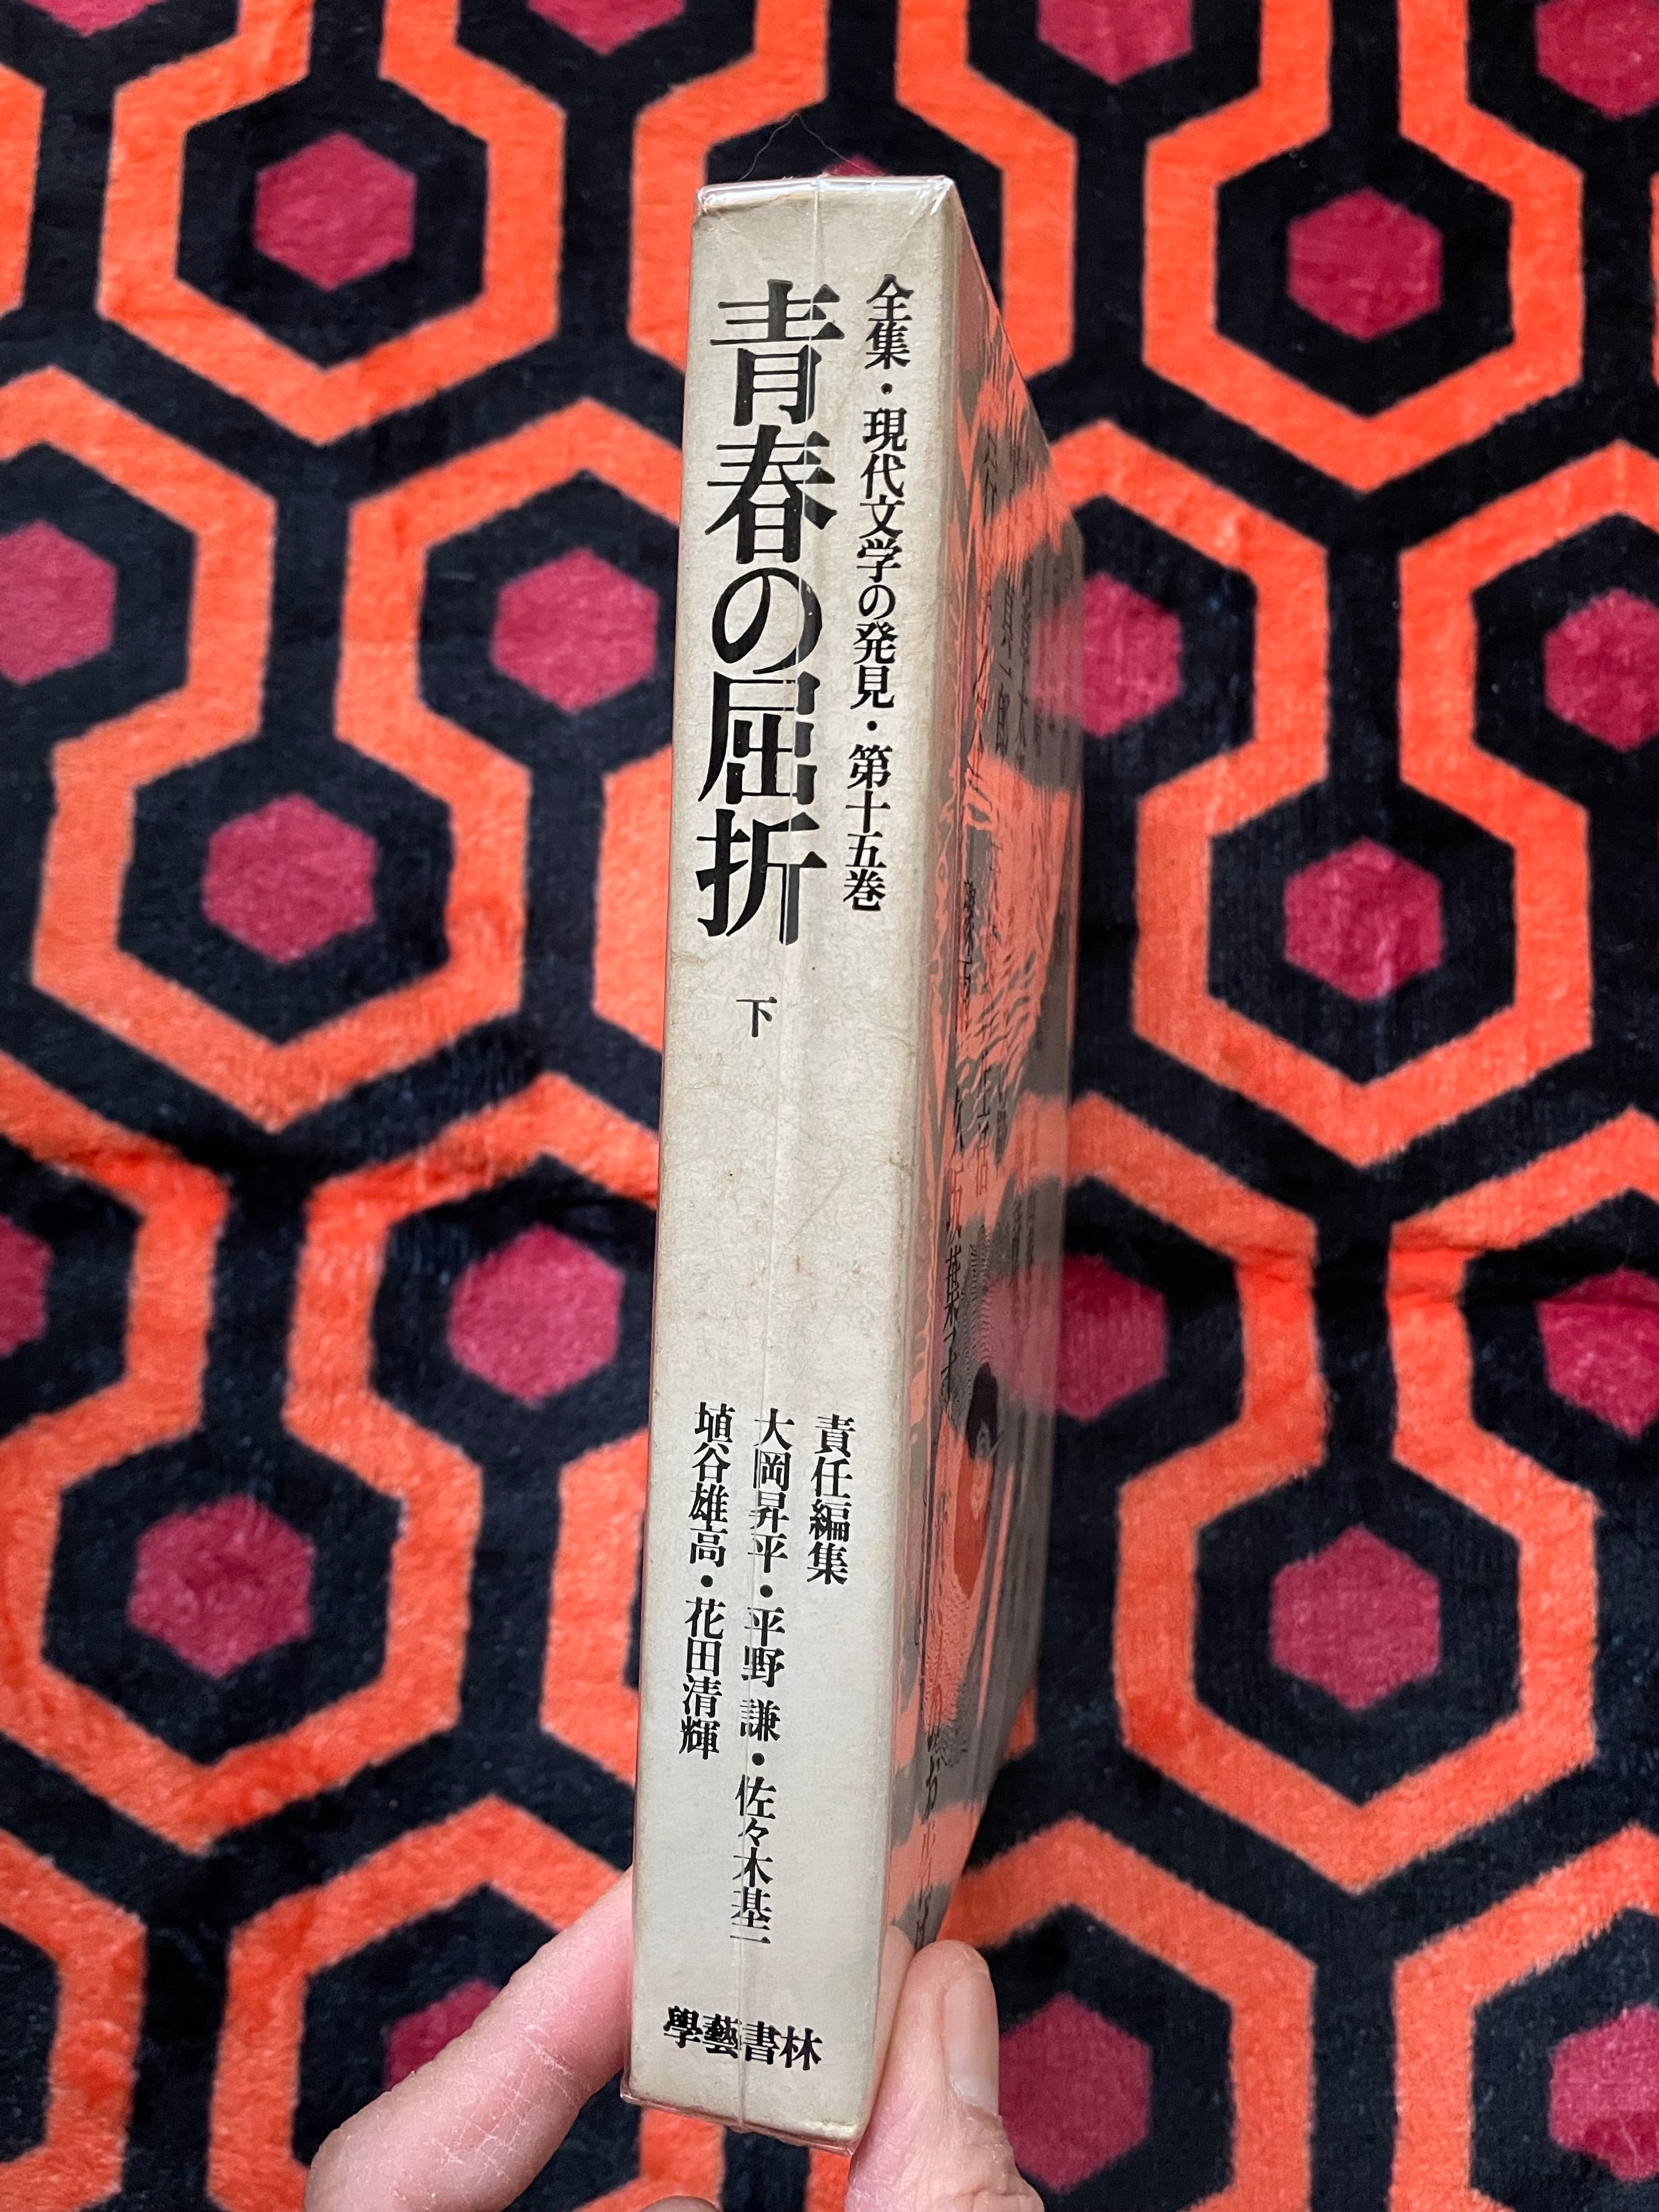 全集・現代文学の発見・第十五巻
青春の屈折 下
責任編集
大岡昇平・平野 謙・佐々木基一
埴谷雄高・花田清輝
學藝書林